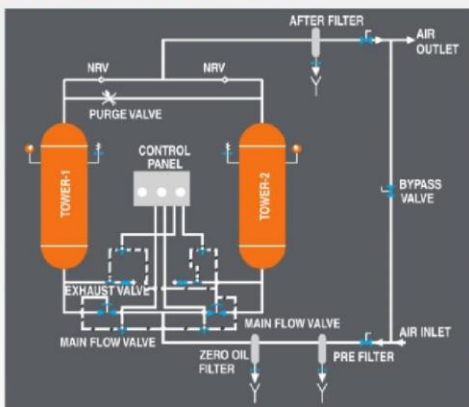 AFTER FILTER
AIR
OUTLET
NRV
NRV
PURGE VALVE
CONTROL
PANEL
TOWER-1
TOWER-2
BYPASS
VALVE
EXHAUST VALVE
MAIN FLOW VALVE
MAIN FLOW VALVE
AIR INLET
ZERO OIL
FILTER
PRE FILTER